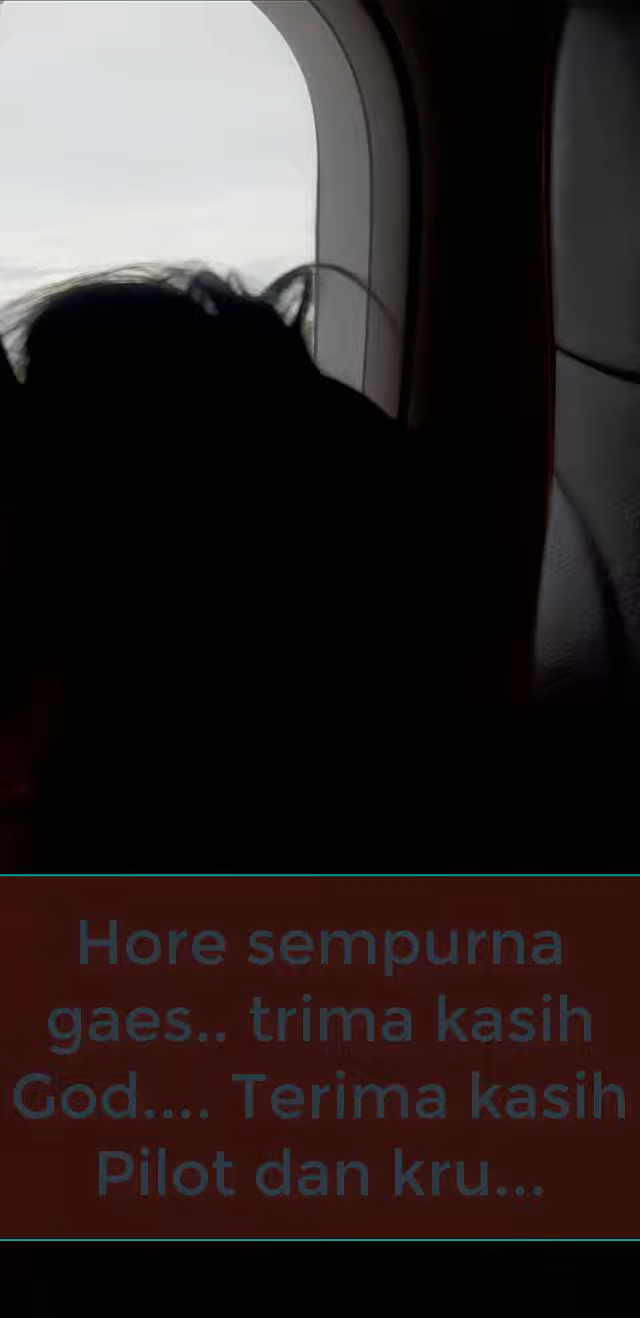 Hore sempurna
gaes.. trima kasih
God.... Terima kasih
Pilot dan kru...